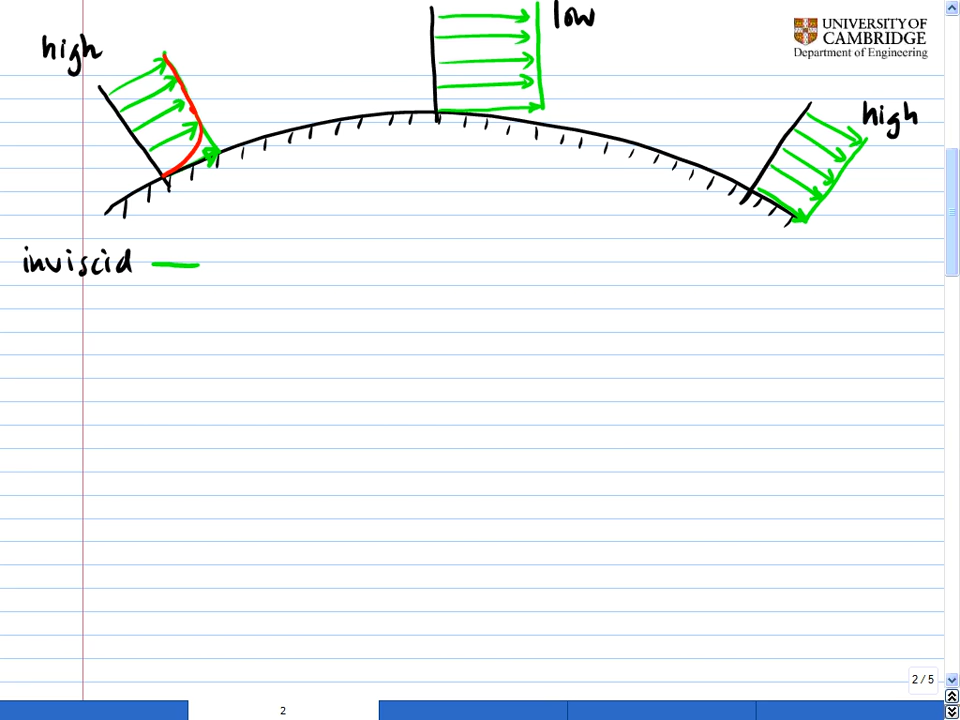 high
low
UNIVERSITY OF
CAMBRIDGE
Department of Engineering
high
inviscid
2 / 5
2